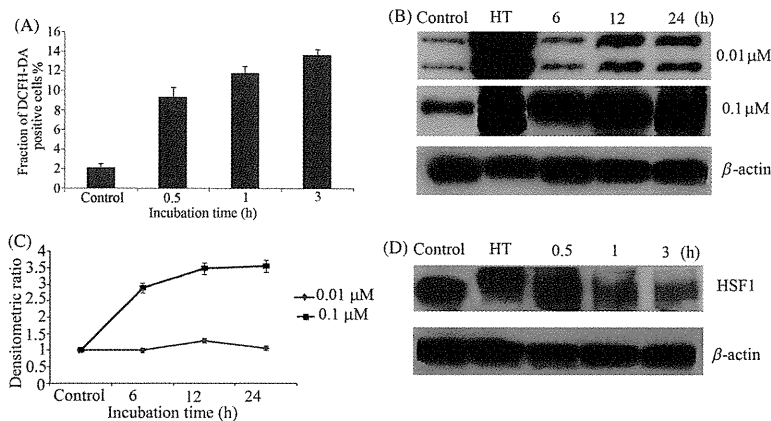 (A)
Fraction of DCFH-DA
positive cells%
16
14
12
10
8
6
4
2
0
Control 0.5 1 3
Incubation time (h)
(B)
Control HT 6 12 24 (h)
0.01 μM
0.1 μM
β-actin
(C)
Densitometric ratio
4
3.5
3
2.5
2
1.5
1
0.5
0
Control 6 12 24
Incubation time (h)
0.01 μM
0.1 μM
(D)
Control HT 0.5 1 3 (h)
HSF1
β-actin